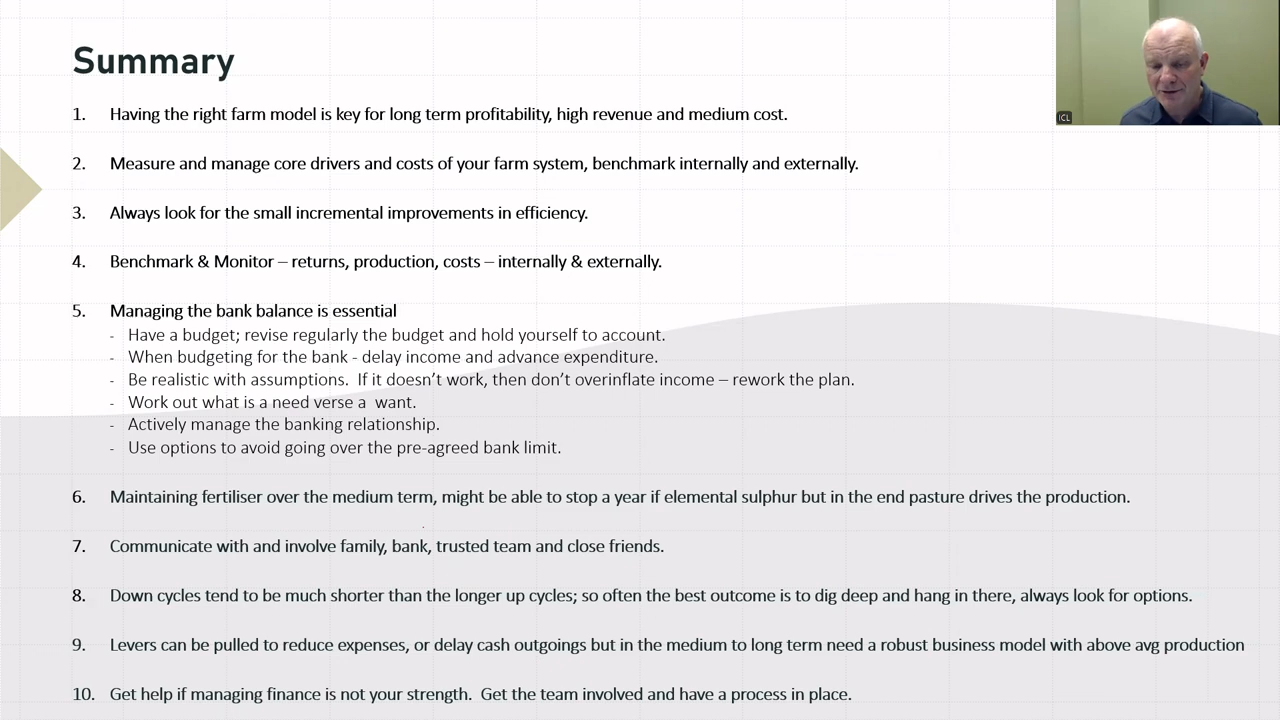 Summary
ICL
1. Having the right farm model is key for long term profitability, high revenue and medium cost.
2. Measure and manage core drivers and costs of your farm system, benchmark internally and externally.
3. Always look for the small incremental improvements in efficiency.
4. Benchmark & Monitor – returns, production, costs – internally & externally.
5. Managing the bank balance is essential
- Have a budget; revise regularly the budget and hold yourself to account.
- When budgeting for the bank - delay income and advance expenditure.
- Be realistic with assumptions. If it doesn’t work, then don’t overinflate income – rework the plan.
- Work out what is a need verse a want.
- Actively manage the banking relationship.
- Use options to avoid going over the pre-agreed bank limit.
6. Maintaining fertiliser over the medium term, might be able to stop a year if elemental sulphur but in the end pasture drives the production.
7. Communicate with and involve family, bank, trusted team and close friends.
8. Down cycles tend to be much shorter than the longer up cycles; so often the best outcome is to dig deep and hang in there, always look for options.
9. Levers can be pulled to reduce expenses, or delay cash outgoings but in the medium to long term need a robust business model with above avg production
10. Get help if managing finance is not your strength. Get the team involved and have a process in place.